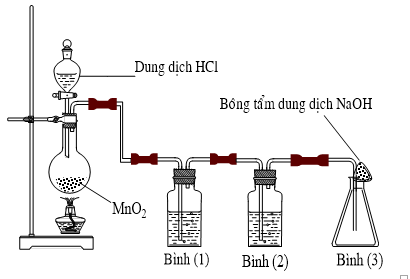 Dung dịch HCl
Bông tẩm dung dịch NaOH
MnO₂
Bình (1)
Bình (2)
Bình (3)